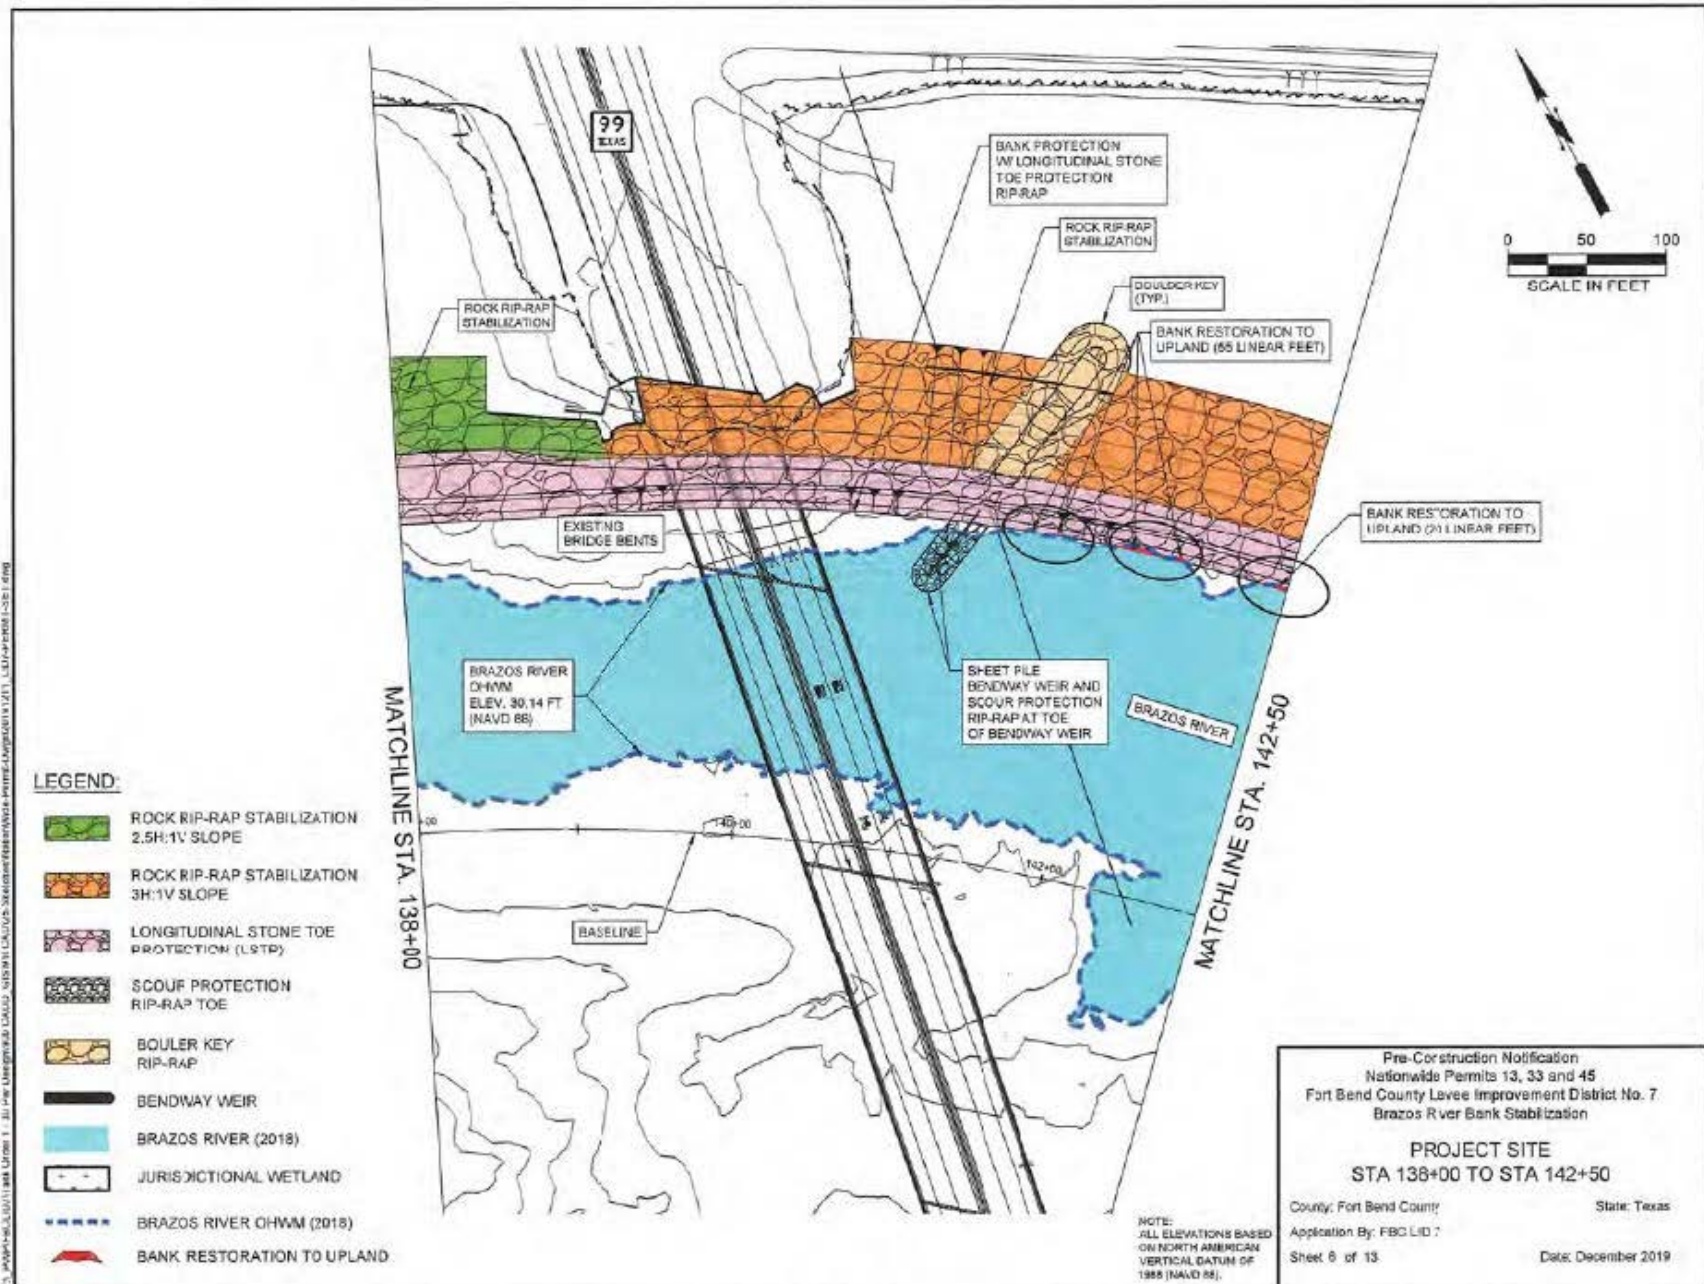 99
TEXAS
BANK PROTECTION
W/ LONGITUDINAL STONE
TOE PROTECTION
RIP-RAP
ROCK RIP-RAP
STABILIZATION
BOULDER KEY
(TYP.)
BANK RESTORATION TO
UPLAND (55 LINEAR FEET)
0 50 100
SCALE IN FEET
ROCK RIP-RAP
STABILIZATION
BANK RESTORATION TO
UPLAND (20 LINEAR FEET)
EXISTING
BRIDGE BENTS
BRAZOS RIVER
OHWM
ELEV. 30.14 FT
(NAVD 88)
SHEET PILE
BENDWAY WEIR AND
SCOUR PROTECTION
RIP-RAP AT TOE
OF BENDWAY WEIR
BRAZOS RIVER
MATCHLINE STA. 138+00
MATCHLINE STA. 142+50
140+00
142+00
BASELINE
LEGEND:
ROCK RIP-RAP STABILIZATION
2.5H:1V SLOPE
ROCK RIP-RAP STABILIZATION
3H:1V SLOPE
LONGITUDINAL STONE TOE
PROTECTION (LSTP)
SCOUR PROTECTION
RIP-RAP TOE
BOULER KEY
RIP-RAP
BENDWAY WEIR
BRAZOS RIVER (2018)
JURISDICTIONAL WETLAND
BRAZOS RIVER OHWM (2018)
BANK RESTORATION TO UPLAND
NOTE:
ALL ELEVATIONS BASED
ON NORTH AMERICAN
VERTICAL DATUM OF
1988 (NAVD 88).
Pre-Construction Notification
Nationwide Permits 13, 33 and 45
Fort Bend County Levee Improvement District No. 7
Brazos River Bank Stabilization
PROJECT SITE
STA 138+00 TO STA 142+50
County: Fort Bend County State: Texas
Application By: FBC LID 7
Sheet 6 of 13 Date: December 2019